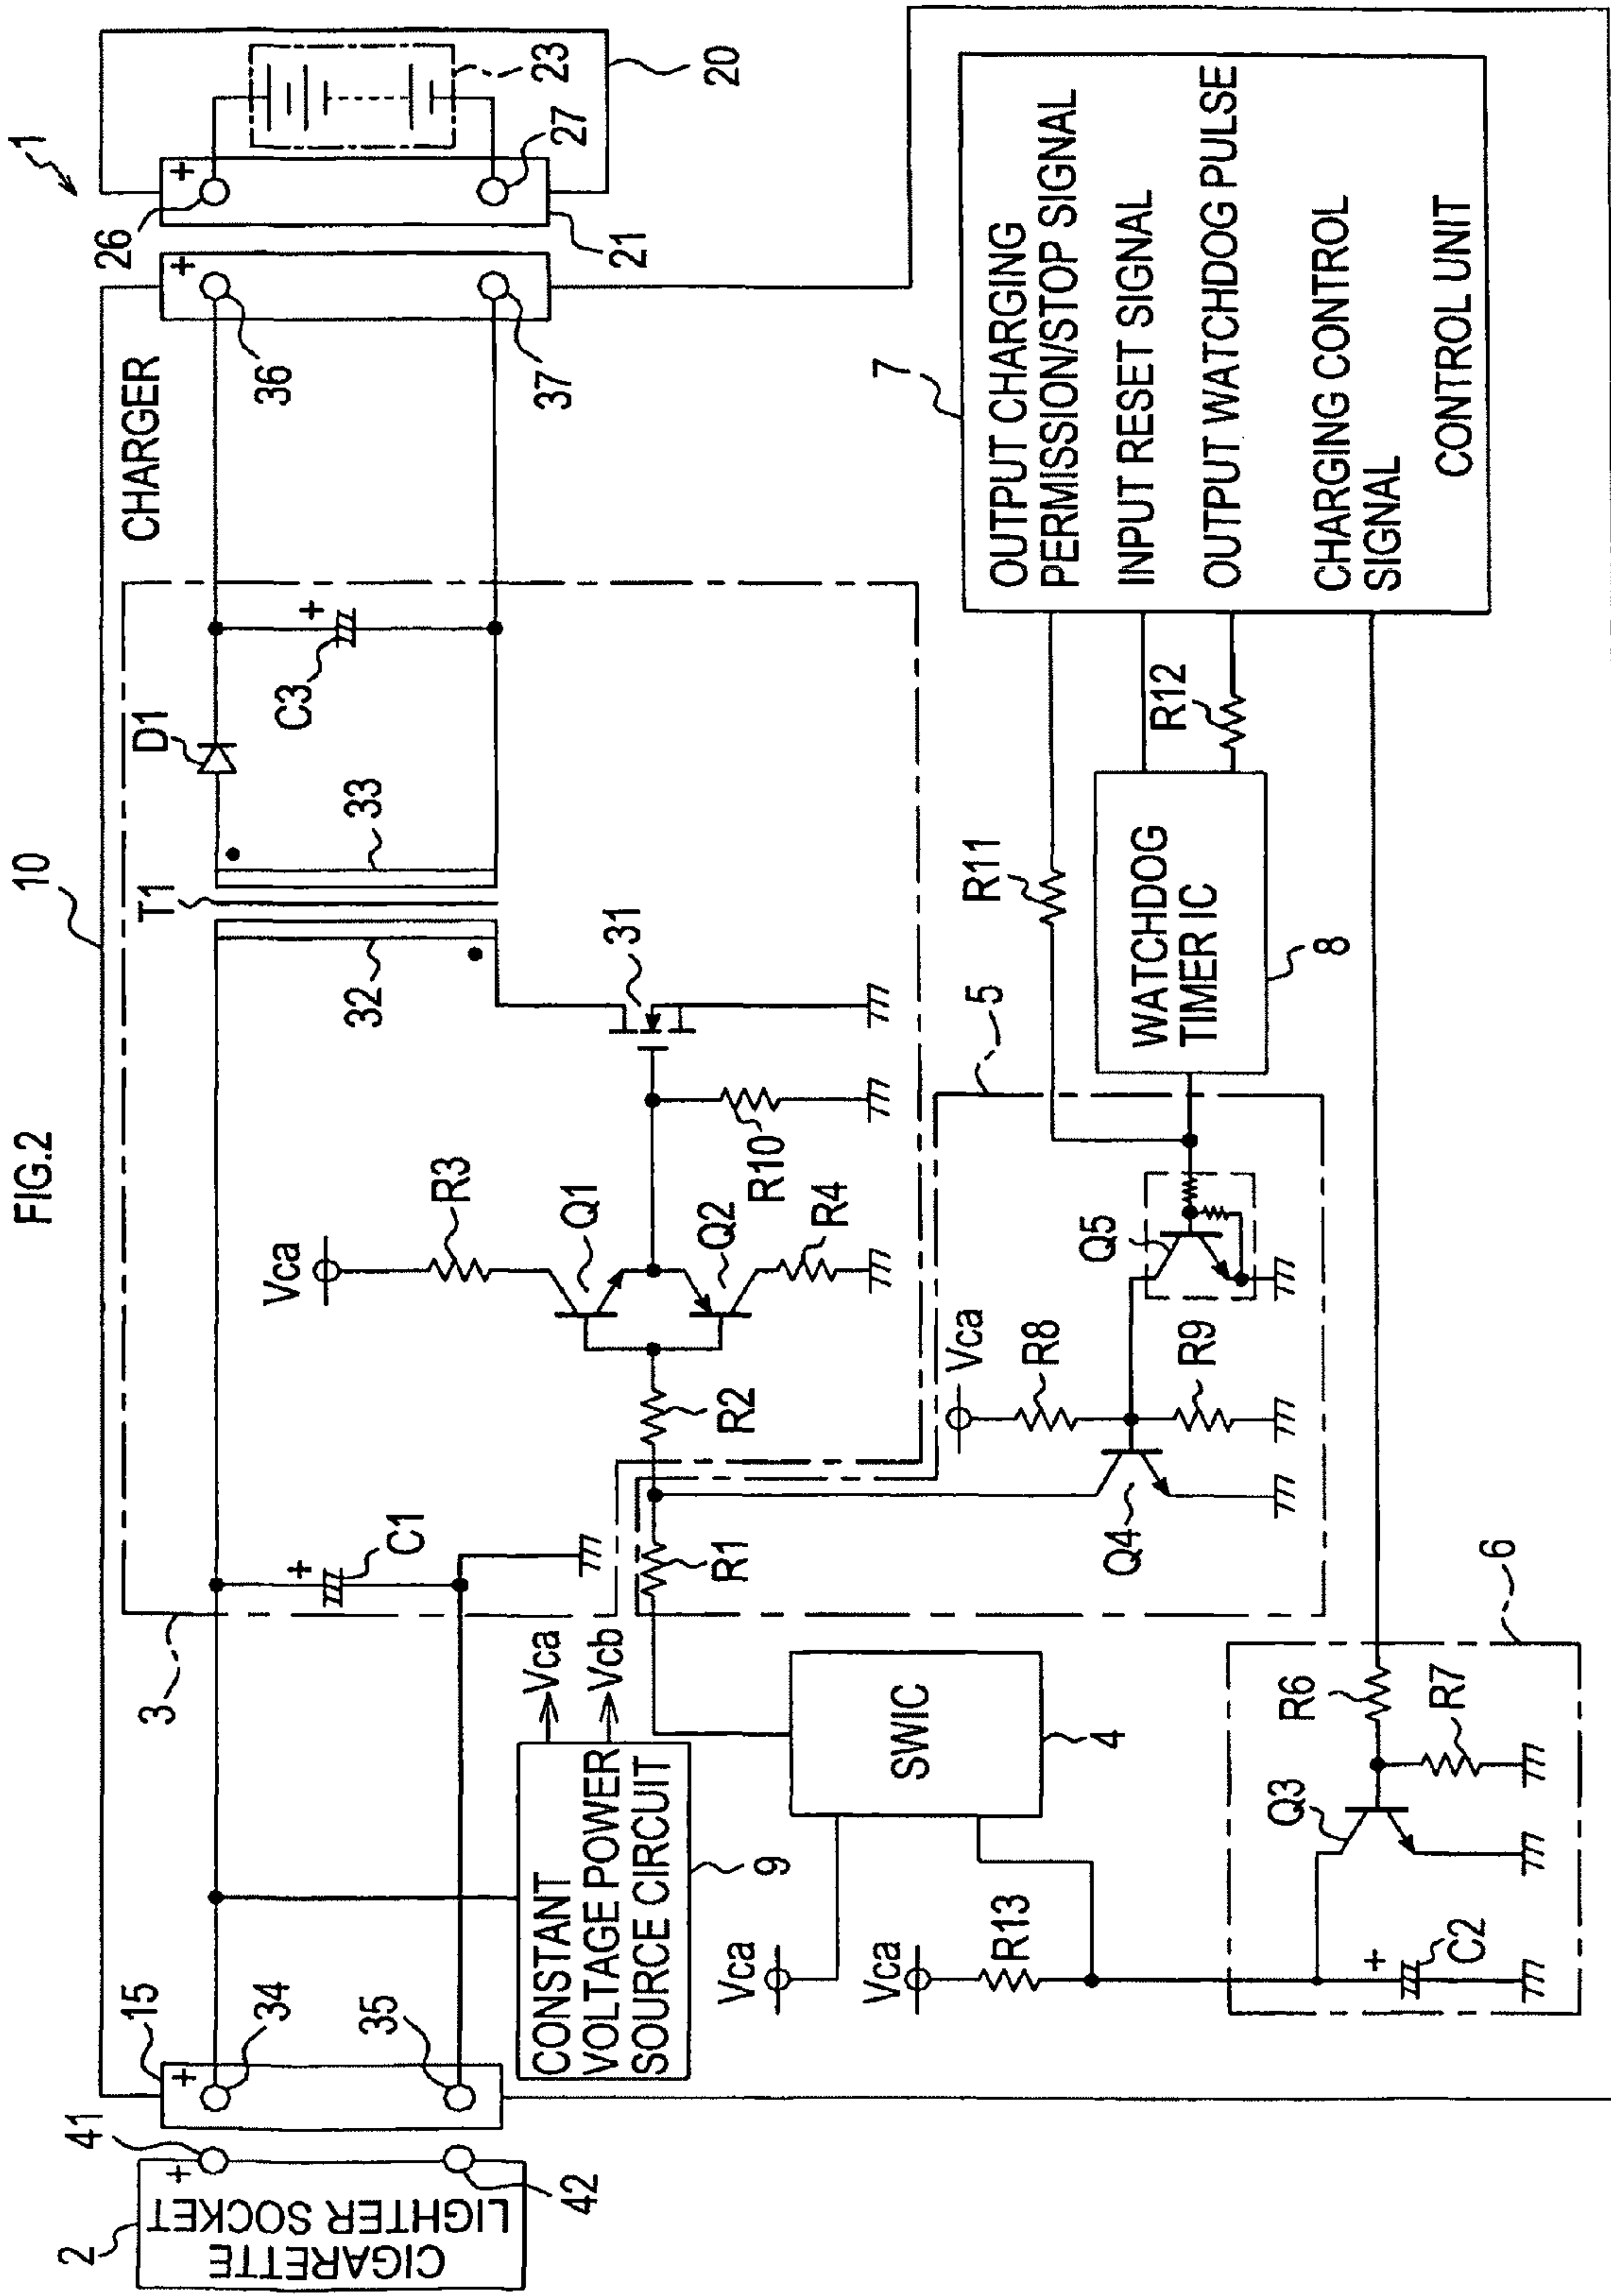 FIG.2
1
10
CHARGER
2
CIGARETTE
LIGHTER SOCKET
+
41
42
15
+
34
35
3
+
C1
T1
32
33
D1
+
C3
+
36
37
26
+
27
21
23
20
CONSTANT
VOLTAGE POWER
SOURCE CIRCUIT
9
Vca
Vcb
R1
R2
Vca
R3
Q1
Q2
R4
R10
31
SWIC
4
Vca
Vca
R13
5
Vca
R8
R9
Q4
Q5
R11
WATCHDOG
TIMER IC
8
R12
7
OUTPUT CHARGING
PERMISSION/STOP SIGNAL
INPUT RESET SIGNAL
OUTPUT WATCHDOG PULSE
CHARGING CONTROL
SIGNAL
CONTROL UNIT
6
+
C2
Q3
R6
R7